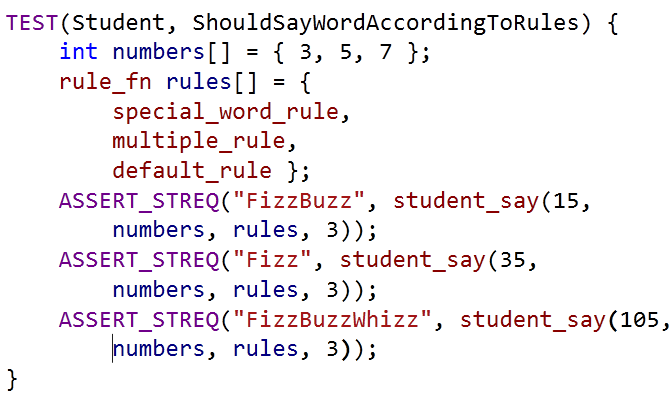 TEST(Student, ShouldSayWordAccordingToRules) {
    int numbers[] = { 3, 5, 7 };
    rule_fn rules[] = {
        special_word_rule,
        multiple_rule,
        default_rule };
    ASSERT_STREQ("FizzBuzz", student_say(15,
        numbers, rules, 3));
    ASSERT_STREQ("Fizz", student_say(35,
        numbers, rules, 3));
    ASSERT_STREQ("FizzBuzzWhizz", student_say(105,
        numbers, rules, 3));
}